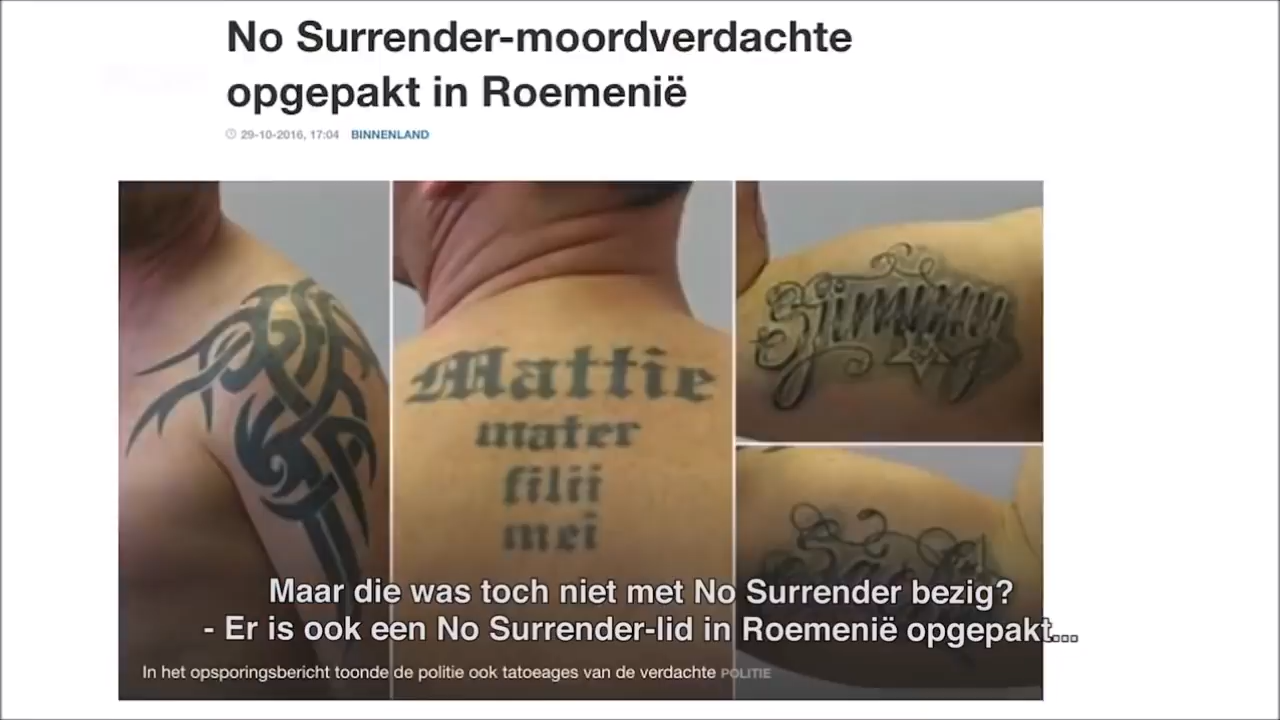 No Surrender-moordverdachte
opgepakt in Roemenië
29-10-2016, 17:04 BINNENLAND
Mattie
mater
filii
mei
Sjimmy
Maar die was toch niet met No Surrender bezig?
- Er is ook een No Surrender-lid in Roemenië opgepakt...
In het opsporingsbericht toonde de politie ook tatoeages van de verdachte POLITIE